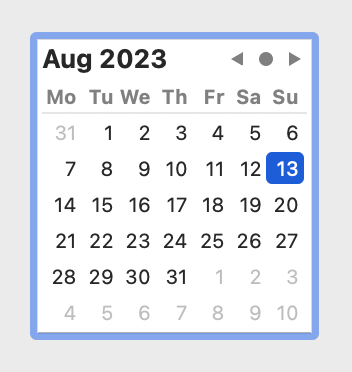 Aug 2023
Mo Tu We Th Fr Sa Su
31 1 2 3 4 5 6
7 8 9 10 11 12 13
14 15 16 17 18 19 20
21 22 23 24 25 26 27
28 29 30 31 1 2 3
4 5 6 7 8 9 10